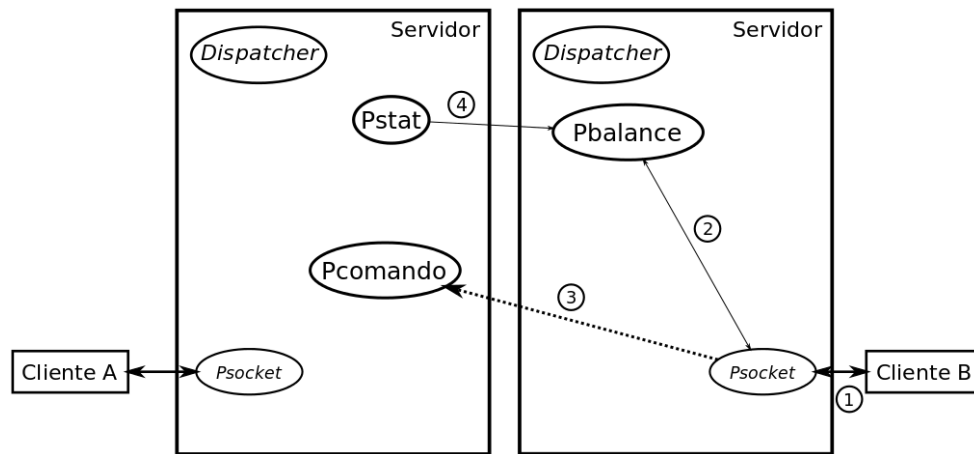 Servidor
Dispatcher
Pstat
Pcomando
Psocket
Cliente A
Servidor
Dispatcher
Pbalance
Psocket
Cliente B
4
2
3
1